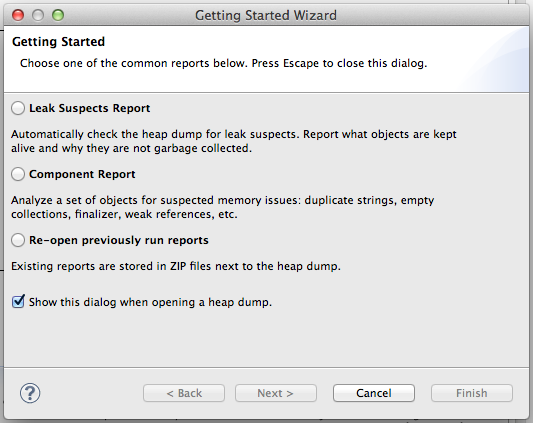 Getting Started Wizard
Getting Started
Choose one of the common reports below. Press Escape to close this dialog.
Leak Suspects Report
Automatically check the heap dump for leak suspects. Report what objects are kept
alive and why they are not garbage collected.
Component Report
Analyze a set of objects for suspected memory issues: duplicate strings, empty
collections, finalizer, weak references, etc.
Re-open previously run reports
Existing reports are stored in ZIP files next to the heap dump.
Show this dialog when opening a heap dump.
?
< Back
Next >
Cancel
Finish